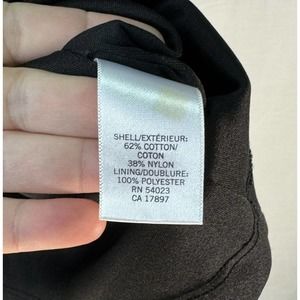 SHELL/EXTÉRIEUR:
62% COTTON/
COTON
38% NYLON
LINING/DOUBLURE:
100% POLYESTER
RN 54023
CA 17897